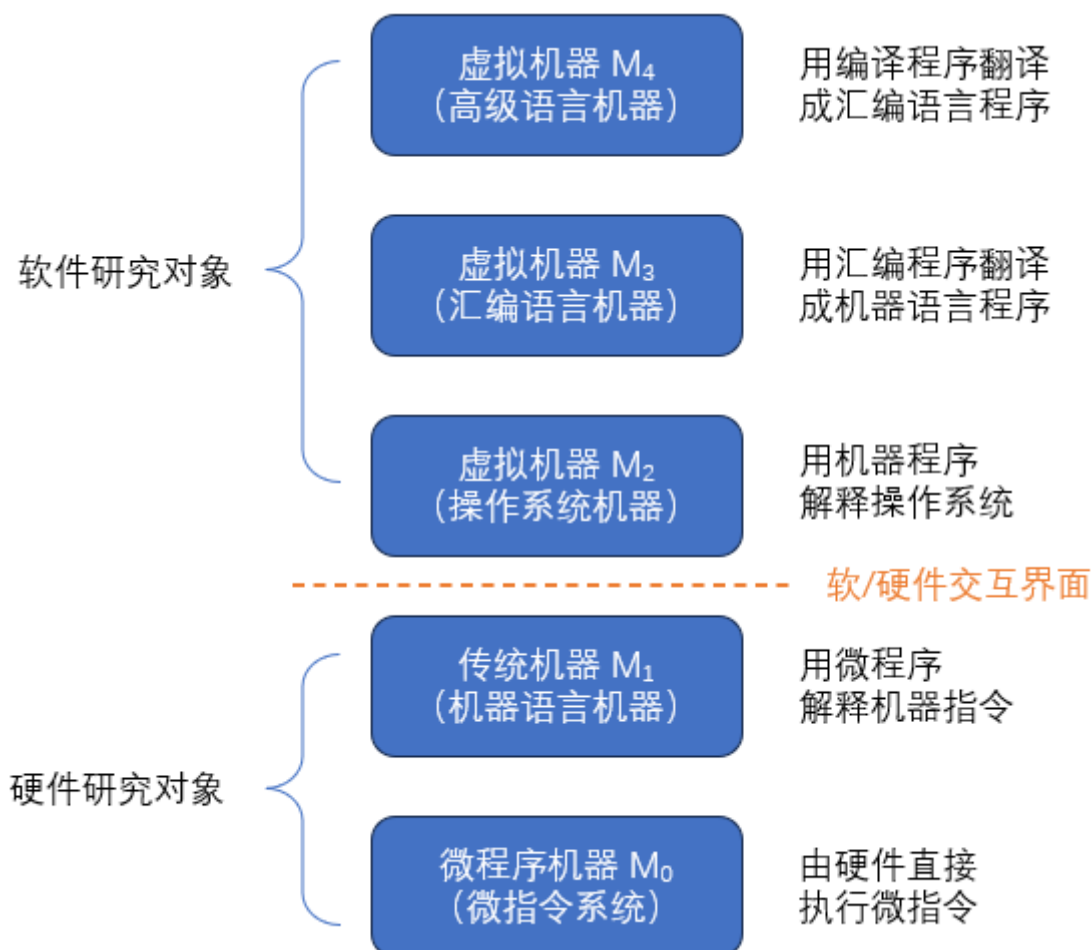 虚拟机器 M₄
（高级语言机器）
用编译程序翻译
成汇编语言程序
软件研究对象
虚拟机器 M₃
（汇编语言机器）
用汇编程序翻译
成机器语言程序
虚拟机器 M₂
（操作系统机器）
用机器程序
解释操作系统
软/硬件交互界面
传统机器 M₁
（机器语言机器）
用微程序
解释机器指令
硬件研究对象
微程序机器 M₀
（微指令系统）
由硬件直接
执行微指令